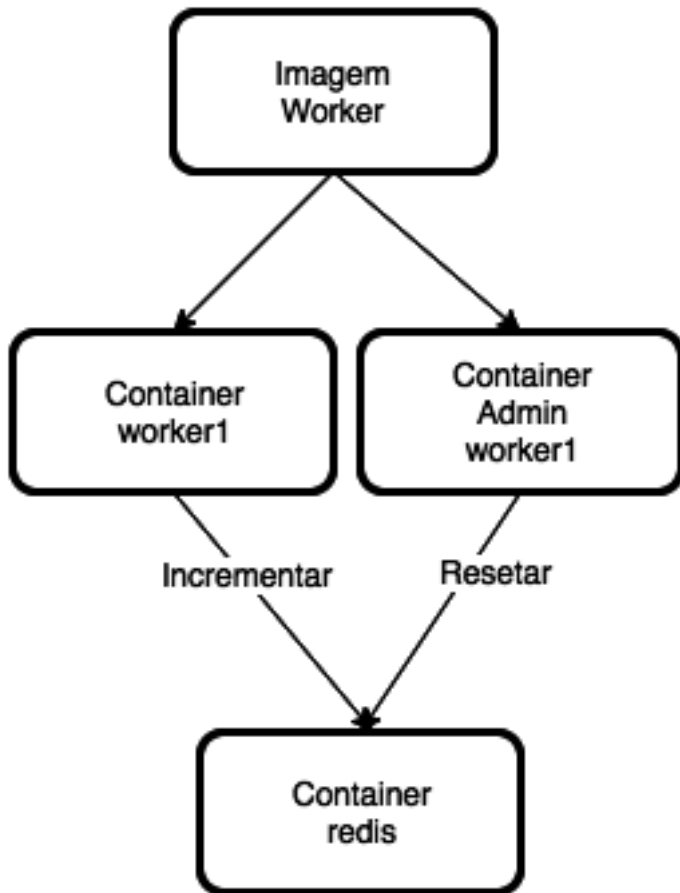 Imagem
Worker
Container
worker1
Container
Admin
worker1
Incrementar
Resetar
Container
redis